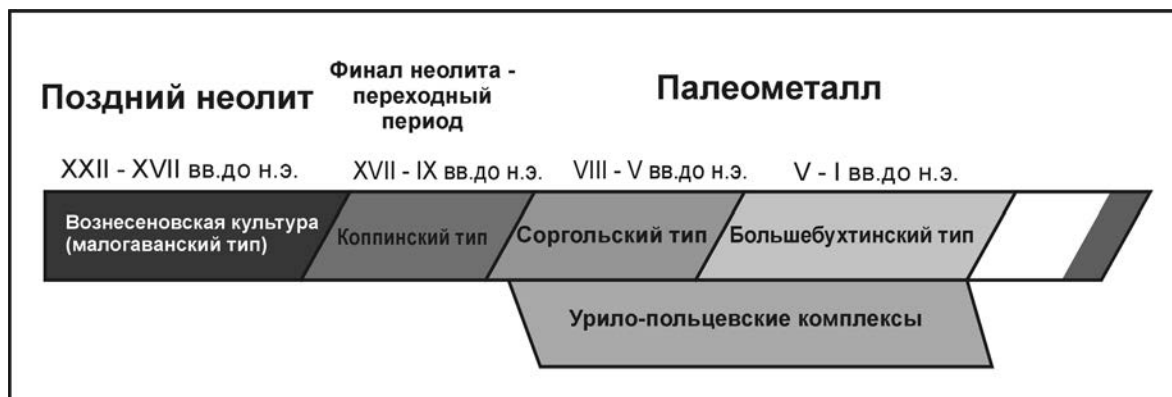 Поздний неолит
Финал неолита -
переходный
период
Палеометалл
XXII - XVII вв.до н.э.
XVII - IX вв.до н.э.
VIII - V вв.до н.э.
V - I вв.до н.э.
Вознесеновская культура
(малогаванский тип)
Коппинский тип
Соргольский тип
Большебухтинский тип
Урило-польцевские комплексы